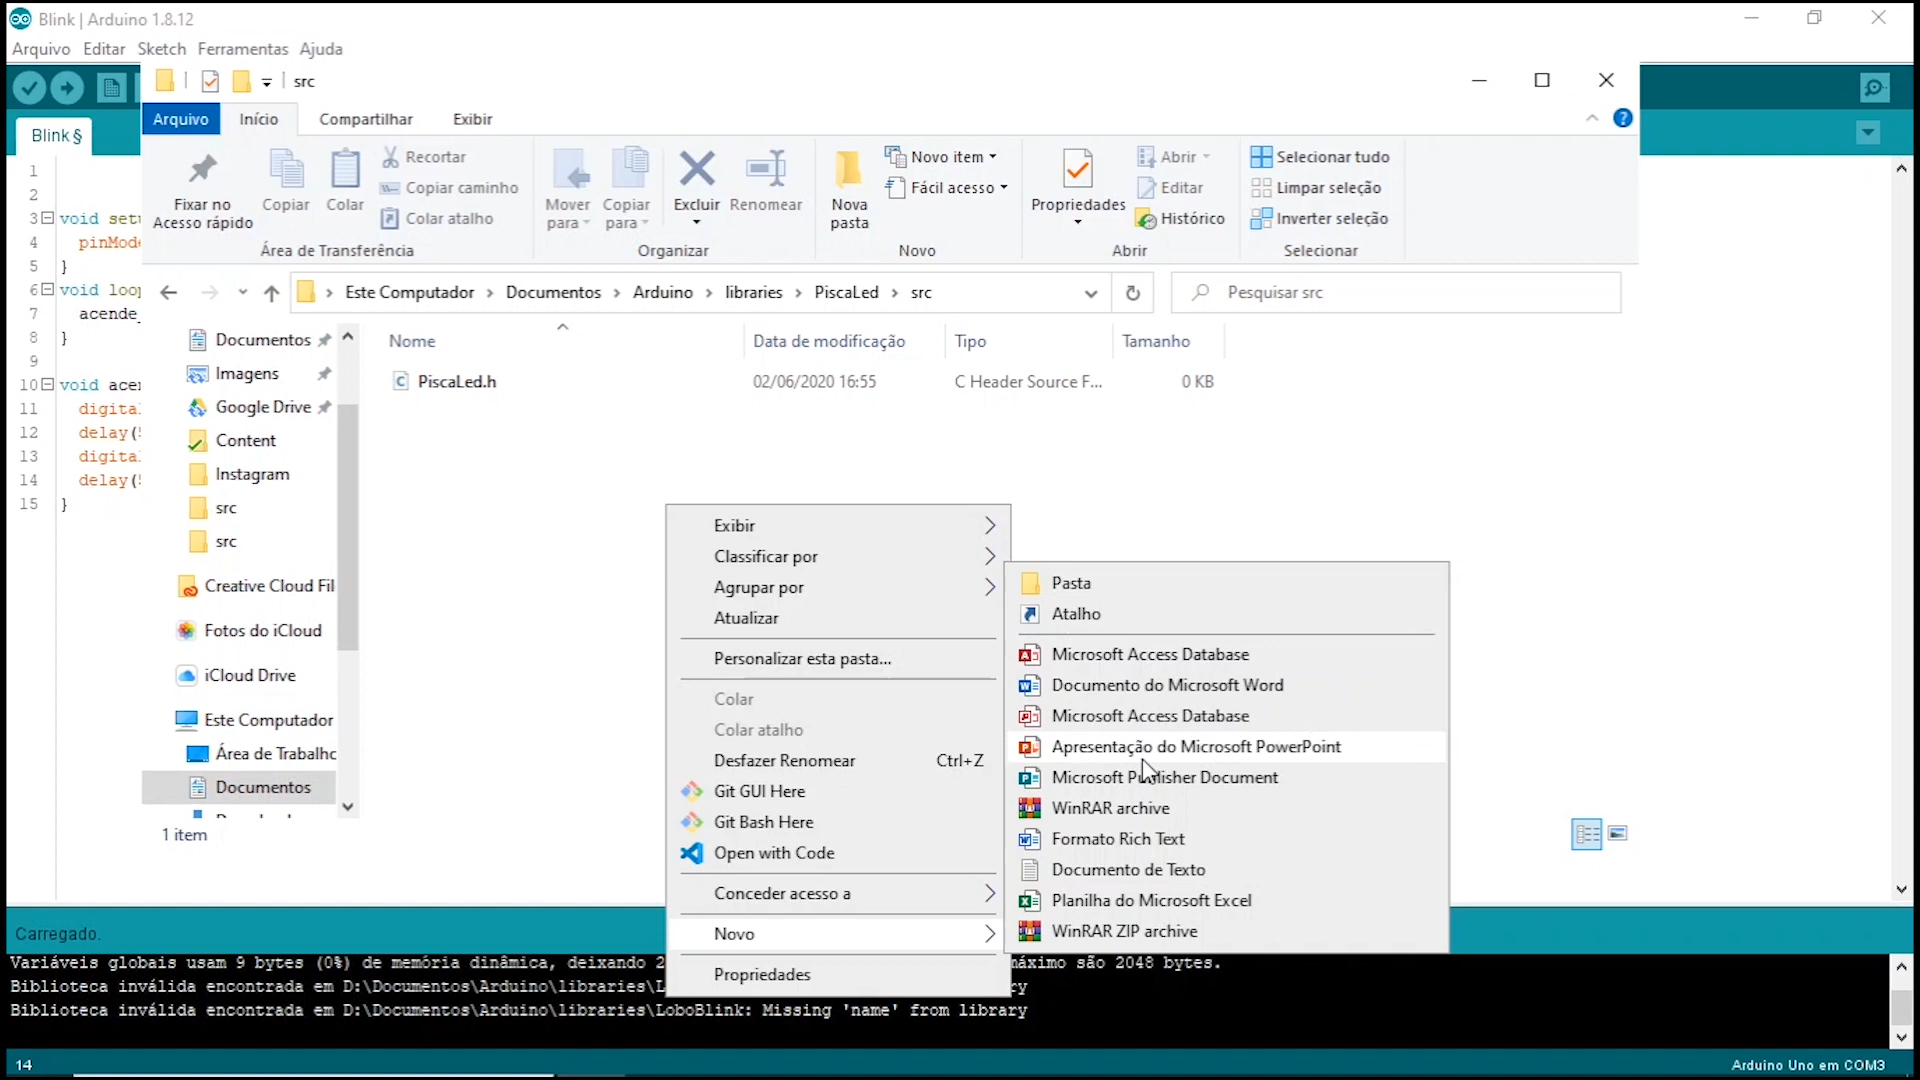 Blink | Arduino 1.8.12
Arquivo Editar Sketch Ferramentas Ajuda
src
Blink §
Arquivo Início Compartilhar Exibir
Fixar no Acesso rápido
Copiar
Colar
Recortar
Copiar caminho
Colar atalho
Área de Transferência
Mover para
Copiar para
Excluir
Renomear
Organizar
Nova pasta
Novo item
Fácil acesso
Novo
Propriedades
Abrir
Editar
Histórico
Abrir
Selecionar tudo
Limpar seleção
Inverter seleção
Selecionar
Este Computador > Documentos > Arduino > libraries > PiscaLed > src
Pesquisar src
1
2
3 void
4
5 }
6 void
7
8 }
9
10 void
11
12
13
14
15 }
Documentos
Imagens
Google Drive
Content
Instagram
src
src
Creative Cloud Fil
Fotos do iCloud
iCloud Drive
Este Computador
Área de Trabalho
Documentos
1 item
Nome Data de modificação Tipo Tamanho
PiscaLed.h 02/06/2020 16:55 C Header Source F... 0 KB
Exibir
Classificar por
Agrupar por
Atualizar
Personalizar esta pasta...
Colar
Colar atalho
Desfazer Renomear Ctrl+Z
Git GUI Here
Git Bash Here
Open with Code
Conceder acesso a
Novo
Propriedades
Pasta
Atalho
Microsoft Access Database
Documento do Microsoft Word
Microsoft Access Database
Apresentação do Microsoft PowerPoint
Microsoft Publisher Document
WinRAR archive
Formato Rich Text
Documento de Texto
Planilha do Microsoft Excel
WinRAR ZIP archive
Carregado.
Variáveis globais usam 9 bytes (0%) de memória dinâmica, deixando 2 máximo são 2048 bytes.
Biblioteca inválida encontrada em D:\Documentos\Arduino\libraries\L
Biblioteca inválida encontrada em D:\Documentos\Arduino\libraries\LoboBlink: Missing 'name' from library
14
Arduino Uno em COM3